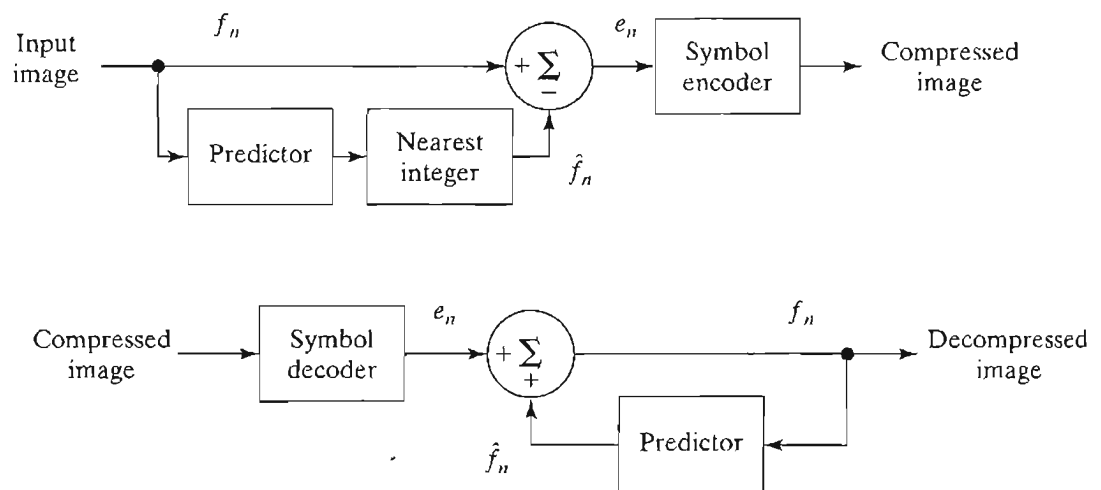 Input
image
f_n
+ Σ
−
e_n
Symbol
encoder
Compressed
image
Predictor
Nearest
integer
f̂_n
Compressed
image
Symbol
decoder
e_n
+ Σ
+
f_n
Decompressed
image
f̂_n
Predictor